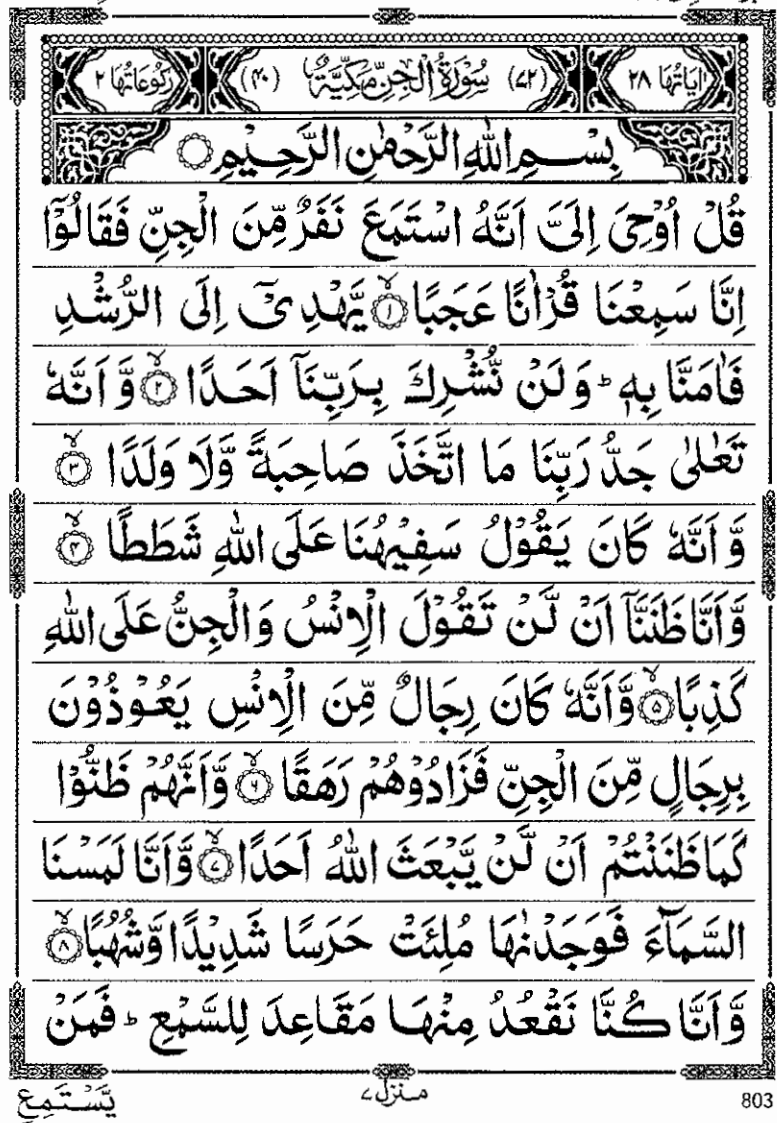 اٰيَاتُهَا ٢٨ (٧٢) سُوْرَةُ الْجِنِّ مَكِّيَّةٌ (٤٠) رُكُوْعَاتُهَا ٢
بِسْمِ اللّٰهِ الرَّحْمٰنِ الرَّحِيْمِ
قُلْ اُوْحِیَ اِلَیَّ اَنَّهُ اسْتَمَعَ نَفَرٌ مِّنَ الْجِنِّ فَقَالُوْۤا
اِنَّا سَمِعْنَا قُرْاٰنًا عَجَبًا ۙ﴿١﴾ یَّهْدِیْۤ اِلَی الرُّشْدِ
فَاٰمَنَّا بِهٖ ؕ وَلَنْ نُّشْرِكَ بِرَبِّنَاۤ اَحَدًا ۙ﴿٢﴾ وَّاَنَّهٗ
تَعٰلٰی جَدُّ رَبِّنَا مَا اتَّخَذَ صَاحِبَةً وَّلَا وَلَدًا ۙ﴿٣﴾
وَّاَنَّهٗ كَانَ یَقُوْلُ سَفِیْهُنَا عَلَی اللّٰهِ شَطَطًا ۙ﴿٤﴾
وَّاَنَّا ظَنَنَّاۤ اَنْ لَّنْ تَقُوْلَ الْاِنْسُ وَالْجِنُّ عَلَی اللّٰهِ
كَذِبًا ۙ﴿٥﴾ وَّاَنَّهٗ كَانَ رِجَالٌ مِّنَ الْاِنْسِ یَعُوْذُوْنَ
بِرِجَالٍ مِّنَ الْجِنِّ فَزَادُوْهُمْ رَهَقًا ۙ﴿٦﴾ وَّاَنَّهُمْ ظَنُّوْا
كَمَا ظَنَنْتُمْ اَنْ لَّنْ یَّبْعَثَ اللّٰهُ اَحَدًا ۙ﴿٧﴾ وَّاَنَّا لَمَسْنَا
السَّمَآءَ فَوَجَدْنٰهَا مُلِئَتْ حَرَسًا شَدِیْدًا وَّشُهُبًا ۙ﴿٨﴾
وَّاَنَّا كُنَّا نَقْعُدُ مِنْهَا مَقَاعِدَ لِلسَّمْعِ ؕ فَمَنْ
یَّسْتَمِعِ منزل ٧ 803